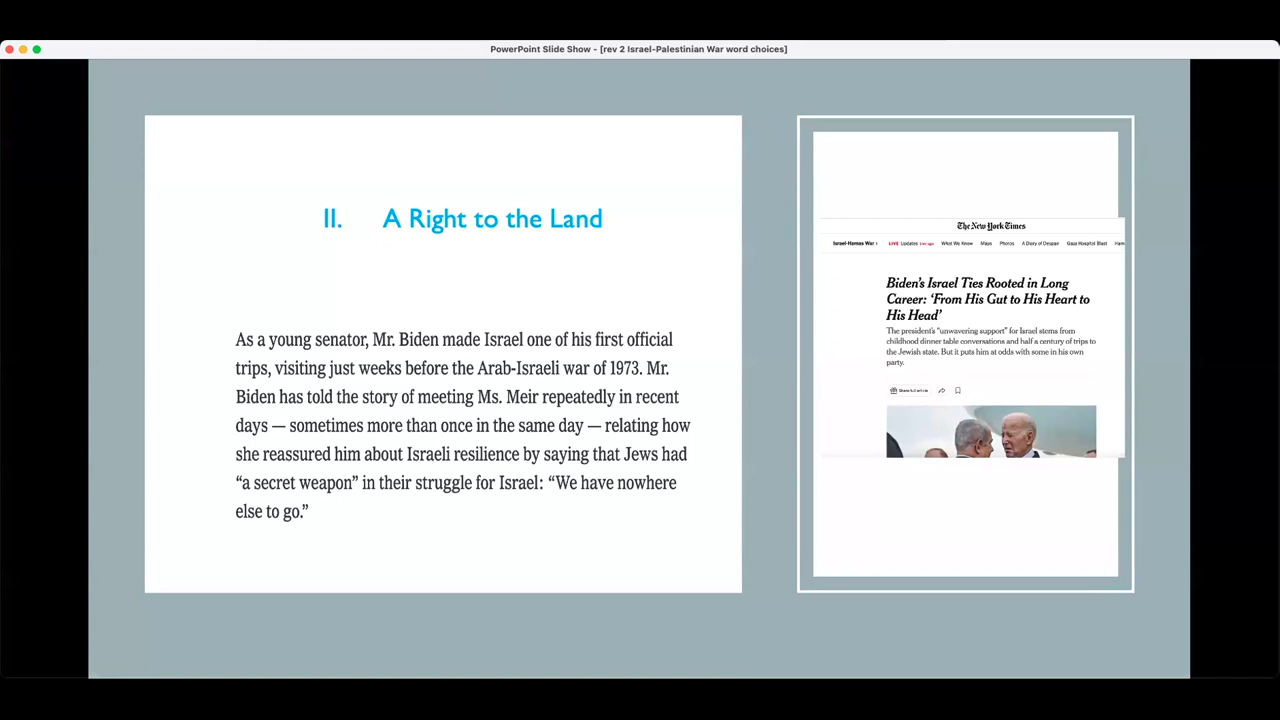 PowerPoint Slide Show - [rev 2 Israel-Palestinian War word choices]
II. A Right to the Land
As a young senator, Mr. Biden made Israel one of his first official
trips, visiting just weeks before the Arab-Israeli war of 1973. Mr.
Biden has told the story of meeting Ms. Meir repeatedly in recent
days — sometimes more than once in the same day — relating how
she reassured him about Israeli resilience by saying that Jews had
“a secret weapon” in their struggle for Israel: “We have nowhere
else to go.”
The New York Times
Israel-Hamas War › LIVE Updates What We Know Maps Photos A Diary of Despair Gaza Hospital Blast Ham
Biden’s Israel Ties Rooted in Long
Career: ‘From His Gut to His Heart to
His Head’
The president’s “unwavering support” for Israel stems from
childhood dinner table conversations and half a century of trips to
the Jewish state. But it puts him at odds with some in his own
party.
Share full article